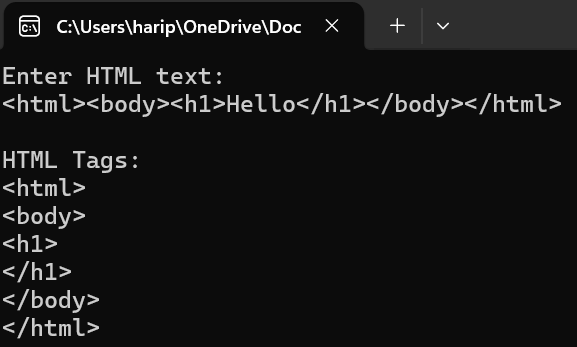 C:\Users\harip\OneDrive\Doc
Enter HTML text:
<html><body><h1>Hello</h1></body></html>

HTML Tags:
<html>
<body>
<h1>
</h1>
</body>
</html>